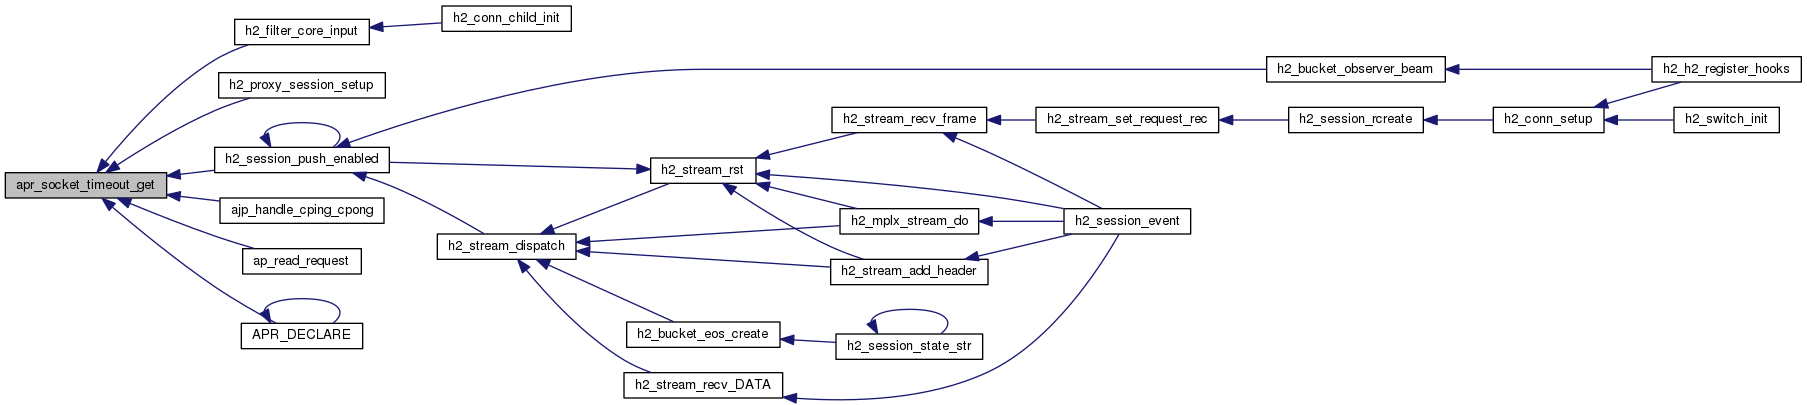 h2_conn_child_init
h2_filter_core_input
h2_bucket_observer_beam
h2_h2_register_hooks
h2_proxy_session_setup
h2_stream_recv_frame
h2_stream_set_request_rec
h2_session_rcreate
h2_conn_setup
h2_switch_init
h2_session_push_enabled
h2_stream_rst
apr_socket_timeout_get
ajp_handle_cping_cpong
h2_mplx_stream_do
h2_session_event
h2_stream_dispatch
ap_read_request
h2_stream_add_header
APR_DECLARE
h2_bucket_eos_create
h2_session_state_str
h2_stream_recv_DATA